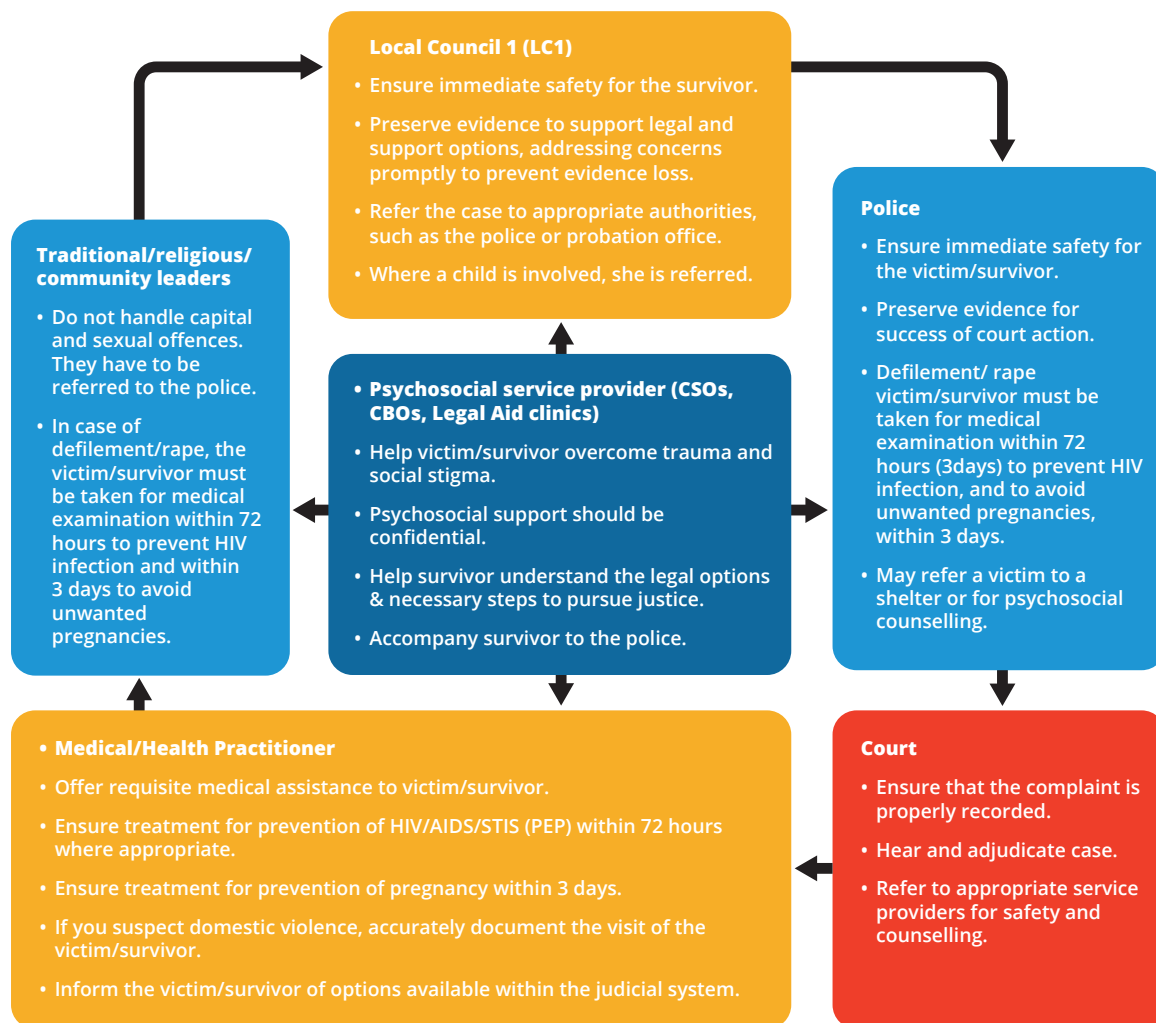 Local Council 1 (LC1)
• Ensure immediate safety for the survivor.
• Preserve evidence to support legal and
support options, addressing concerns
promptly to prevent evidence loss.
• Refer the case to appropriate authorities,
such as the police or probation office.
• Where a child is involved, she is referred.
Traditional/religious/
community leaders
• Do not handle capital
and sexual offences.
They have to be
referred to the police.
• In case of
defilement/rape, the
victim/survivor must
be taken for medical
examination within 72
hours to prevent HIV
infection and within
3 days to avoid
unwanted
pregnancies.
• Psychosocial service provider (CSOs,
CBOs, Legal Aid clinics)
• Help victim/survivor overcome trauma and
social stigma.
• Psychosocial support should be
confidential.
• Help survivor understand the legal options
& necessary steps to pursue justice.
• Accompany survivor to the police.
Police
• Ensure immediate safety for
the victim/survivor.
• Preserve evidence for
success of court action.
• Defilement/ rape
victim/survivor must be
taken for medical
examination within 72
hours (3days) to prevent HIV
infection, and to avoid
unwanted pregnancies,
within 3 days.
• May refer a victim to a
shelter or for psychosocial
counselling.
• Medical/Health Practitioner
• Offer requisite medical assistance to victim/survivor.
• Ensure treatment for prevention of HIV/AIDS/STIS (PEP) within 72 hours
where appropriate.
• Ensure treatment for prevention of pregnancy within 3 days.
• If you suspect domestic violence, accurately document the visit of the
victim/survivor.
• Inform the victim/survivor of options available within the judicial system.
Court
• Ensure that the complaint is
properly recorded.
• Hear and adjudicate case.
• Refer to appropriate service
providers for safety and
counselling.